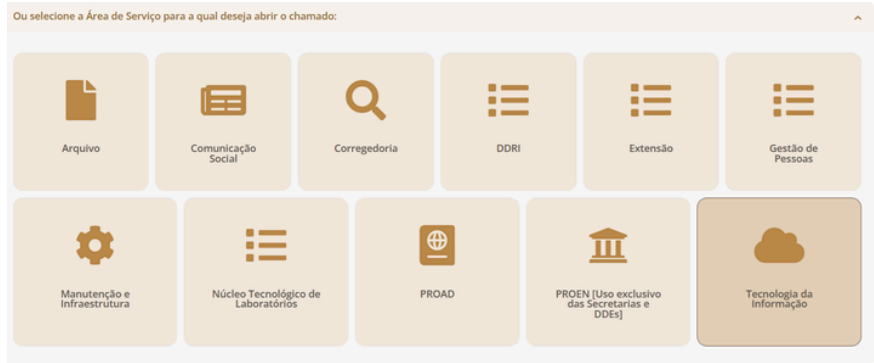 Ou selecione a Área de Serviço para a qual deseja abrir o chamado:
Arquivo
Comunicação
Social
Corregedoria
DDRI
Extensão
Gestão de
Pessoas
Manutenção e
Infraestrutura
Núcleo Tecnológico de
Laboratórios
PROAD
PROEN [Uso exclusivo
das Secretarias e
DDEs]
Tecnologia da
Informação